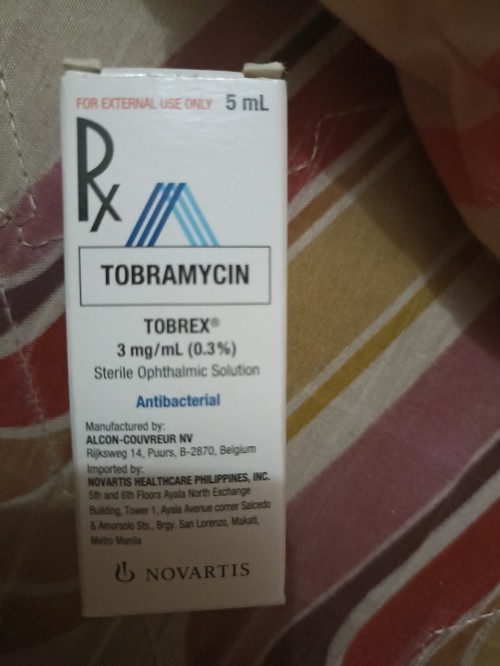 FOR EXTERNAL USE ONLY 5 mL
Rx
TOBRAMYCIN
TOBREX®
3 mg/mL (0.3%)
Sterile Ophthalmic Solution
Antibacterial
Manufactured by:
ALCON-COUVREUR NV
Rijksweg 14, Puurs, B-2870, Belgium
Imported by:
NOVARTIS HEALTHCARE PHILIPPINES, INC.
5th and 6th Floors Ayala North Exchange
Building, Tower 1, Ayala Avenue corner Salcedo
& Amorsolo Sts., Brgy. San Lorenzo, Makati,
Metro Manila
NOVARTIS